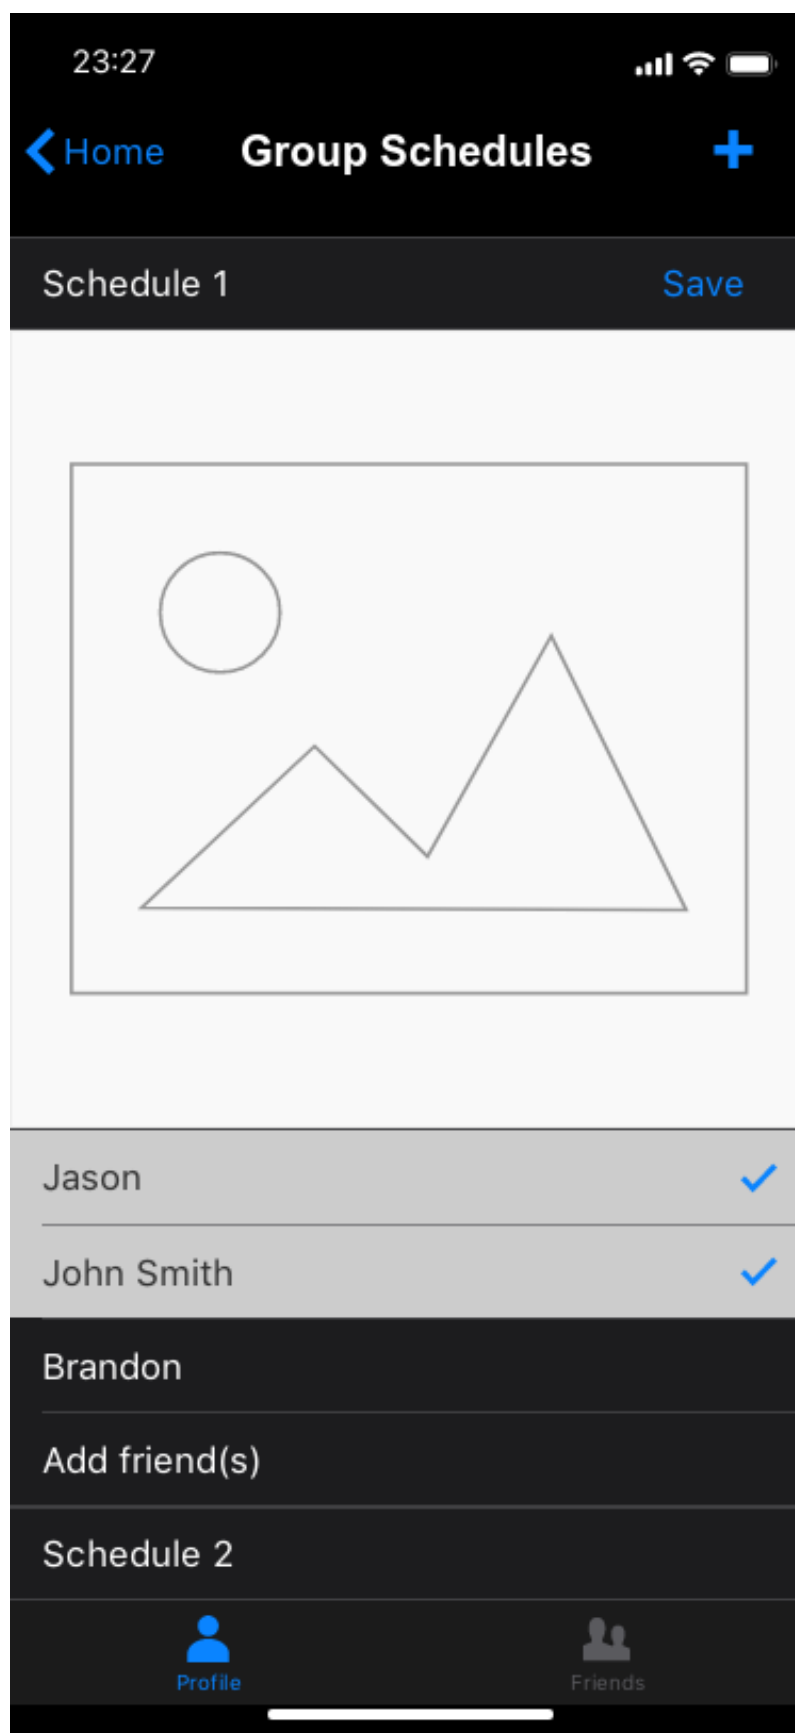 23:27
Home Group Schedules
Schedule 1 Save
Jason
John Smith
Brandon
Add friend(s)
Schedule 2
Profile Friends